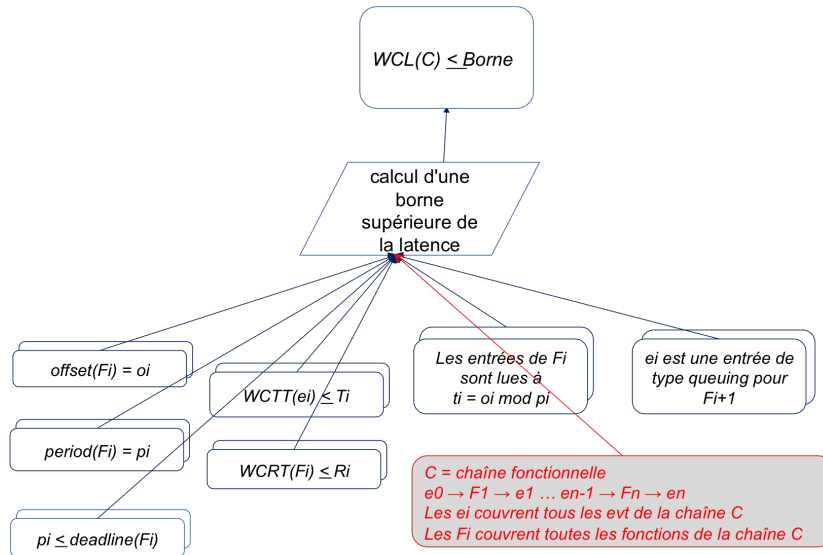 WCL(C) ≤ Borne
calcul d'une
borne
supérieure de
la latence
offset(Fi) = oi
WCTT(ei) ≤ Ti
Les entrées de Fi
sont lues à
ti = oi mod pi
ei est une entrée de
type queuing pour
Fi+1
period(Fi) = pi
WCRT(Fi) ≤ Ri
pi ≤ deadline(Fi)
C = chaîne fonctionnelle
e0 → F1 → e1 … en-1 → Fn → en
Les ei couvrent tous les evt de la chaîne C
Les Fi couvrent toutes les fonctions de la chaîne C